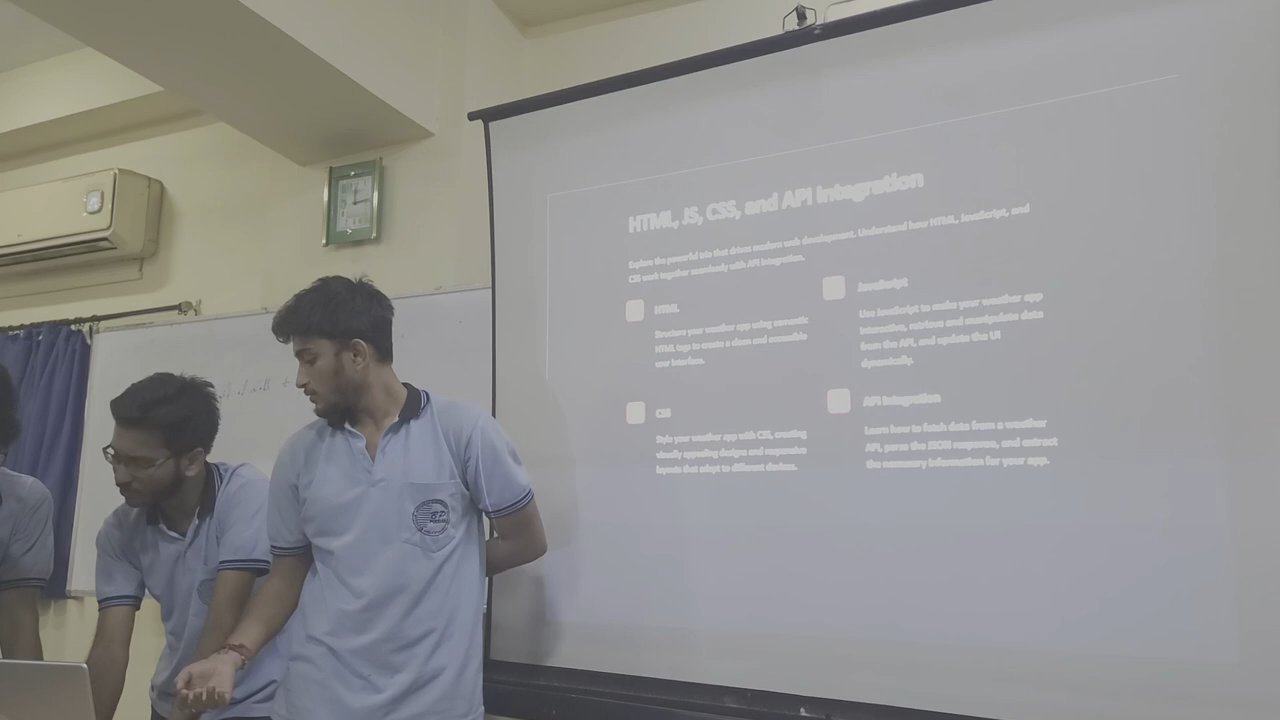 HTML, JS, CSS, and API Integration
Explore the powerful trio that drives modern web development. Understand how HTML, JavaScript, and
CSS work together seamlessly with API integration.
HTML
Structure your weather app using semantic
HTML tags to create a clean and accessible
user interface.
JavaScript
Use JavaScript to make your weather app
interactive, retrieve and manipulate data
from the API, and update the UI
dynamically.
CSS
Style your weather app with CSS, creating
visually appealing designs and responsive
layouts that adapt to different devices.
API Integration
Learn how to fetch data from a weather
API, parse the JSON response, and extract
the necessary information for your app.